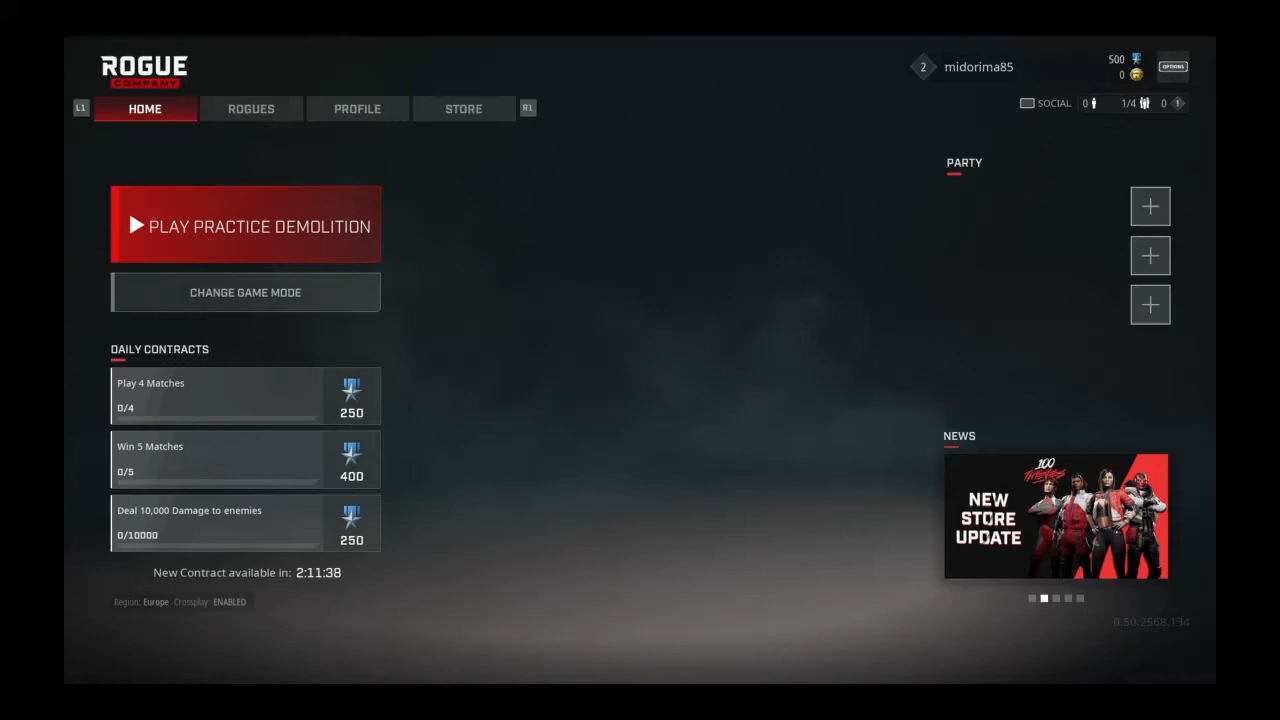 ROGUE
COMPANY
2 midorima85
500
0
OPTIONS
L1 HOME ROGUES PROFILE STORE R1
SOCIAL 0 1/4 0 !
PARTY
PLAY PRACTICE DEMOLITION
CHANGE GAME MODE
DAILY CONTRACTS
Play 4 Matches
0/4
250
Win 5 Matches
0/5
400
Deal 10,000 Damage to enemies
0/10000
250
New Contract available in: 2:11:38
Region: Europe Crossplay: ENABLED
NEWS
100
THIEVES
NEW
STORE
UPDATE
0.50.2568.134